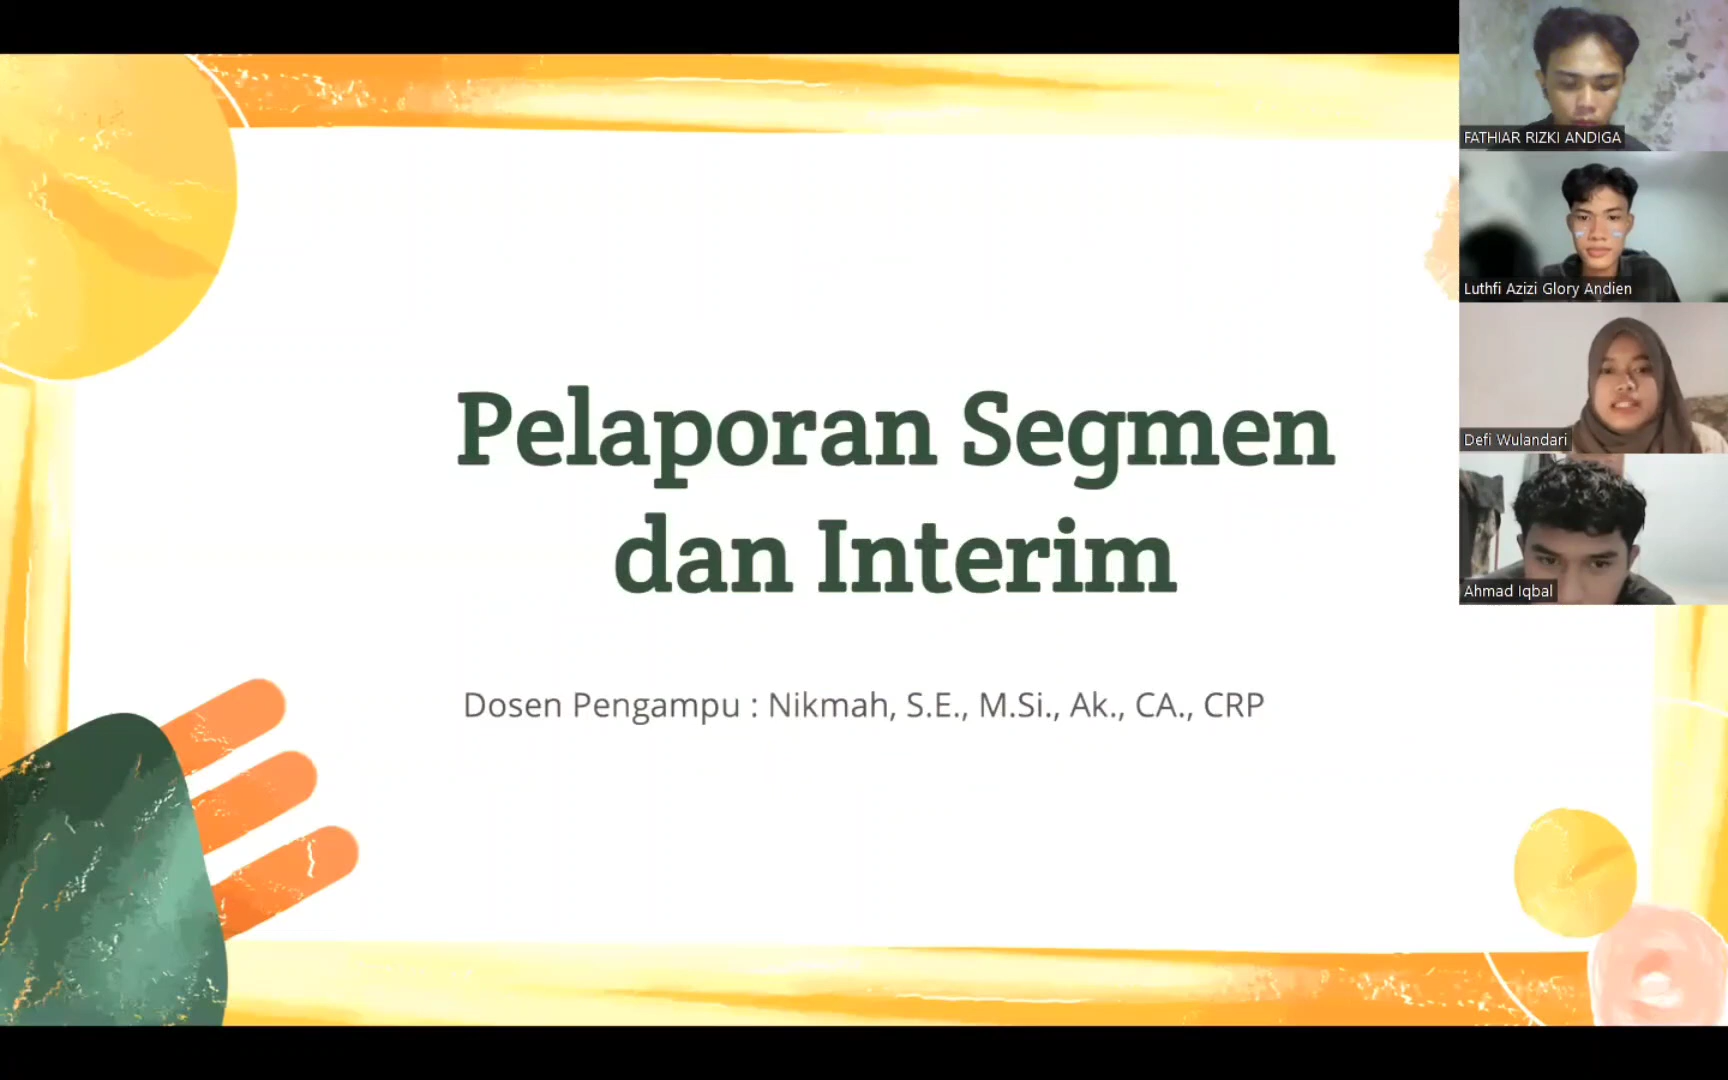 Pelaporan Segmen
dan Interim
Dosen Pengampu : Nikmah, S.E., M.Si., Ak., CA., CRP
FATHIAR RIZKI ANDIGA
Luthfi Azizi Glory Andien
Defi Wulandari
Ahmad Iqbal